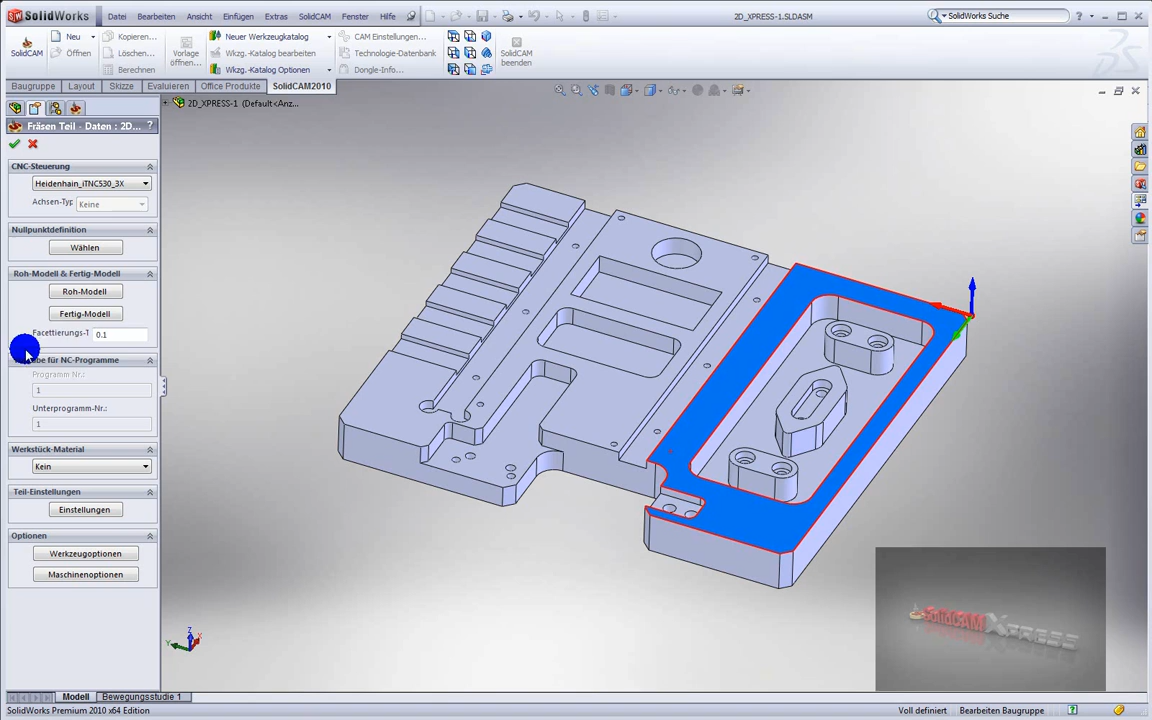 SolidWorks Datei Bearbeiten Ansicht Einfügen Extras SolidCAM Fenster Hilfe 2D_XPRESS-1.SLDASM SolidWorks Suche
SolidCAM
Neu Kopieren...
Öffnen Löschen...
Berechnen
Vorlage
öffnen...
Neuer Werkzeugkatalog
Wkzg.-Katalog bearbeiten
Wkzg.-Katalog Optionen
CAM Einstellungen...
Technologie-Datenbank
Dongle-Info...
SolidCAM
beenden
Baugruppe Layout Skizze Evaluieren Office Produkte SolidCAM2010
2D_XPRESS-1 (Default<Anz...
Fräsen Teil - Daten : 2D... ?
CNC-Steuerung
Heidenhain_iTNC530_3X
Achsen-Typ Keine
Nullpunktdefinition
Wählen
Roh-Modell & Fertig-Modell
Roh-Modell
Fertig-Modell
Facettierungs-T 0.1
für NC-Programme
Programm Nr.:
1
Unterprogramm-Nr.:
1
Werkstück-Material
Kein
Teil-Einstellungen
Einstellungen
Optionen
Werkzeugoptionen
Maschinenoptionen
SolidCAM XPRESS
Z
Y X
Modell Bewegungsstudie 1
SolidWorks Premium 2010 x64 Edition Voll definiert Bearbeiten Baugruppe